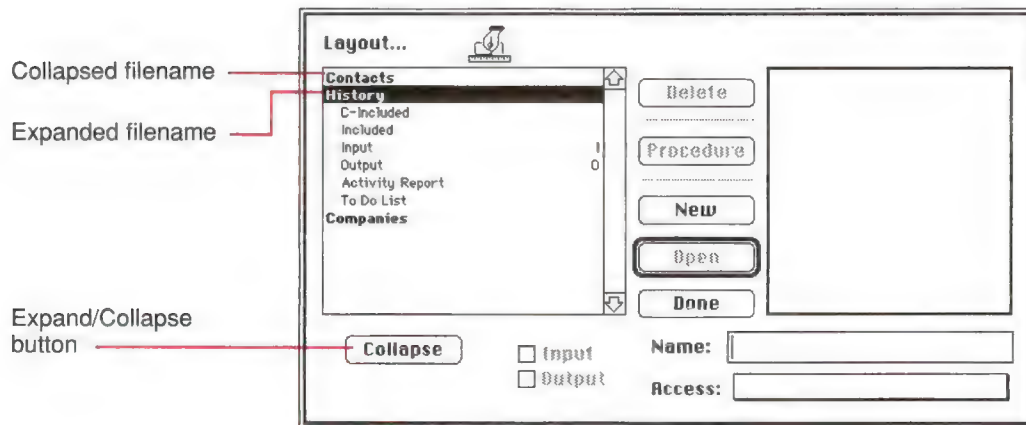 Collapsed filename
Expanded filename
Expand/Collapse
button
Layout...
Contacts
History
C-Included
Included
Input I
Output O
Activity Report
To Do List
Companies
Delete
Procedure
New
Open
Done
Collapse
Input
Output
Name:
Access: